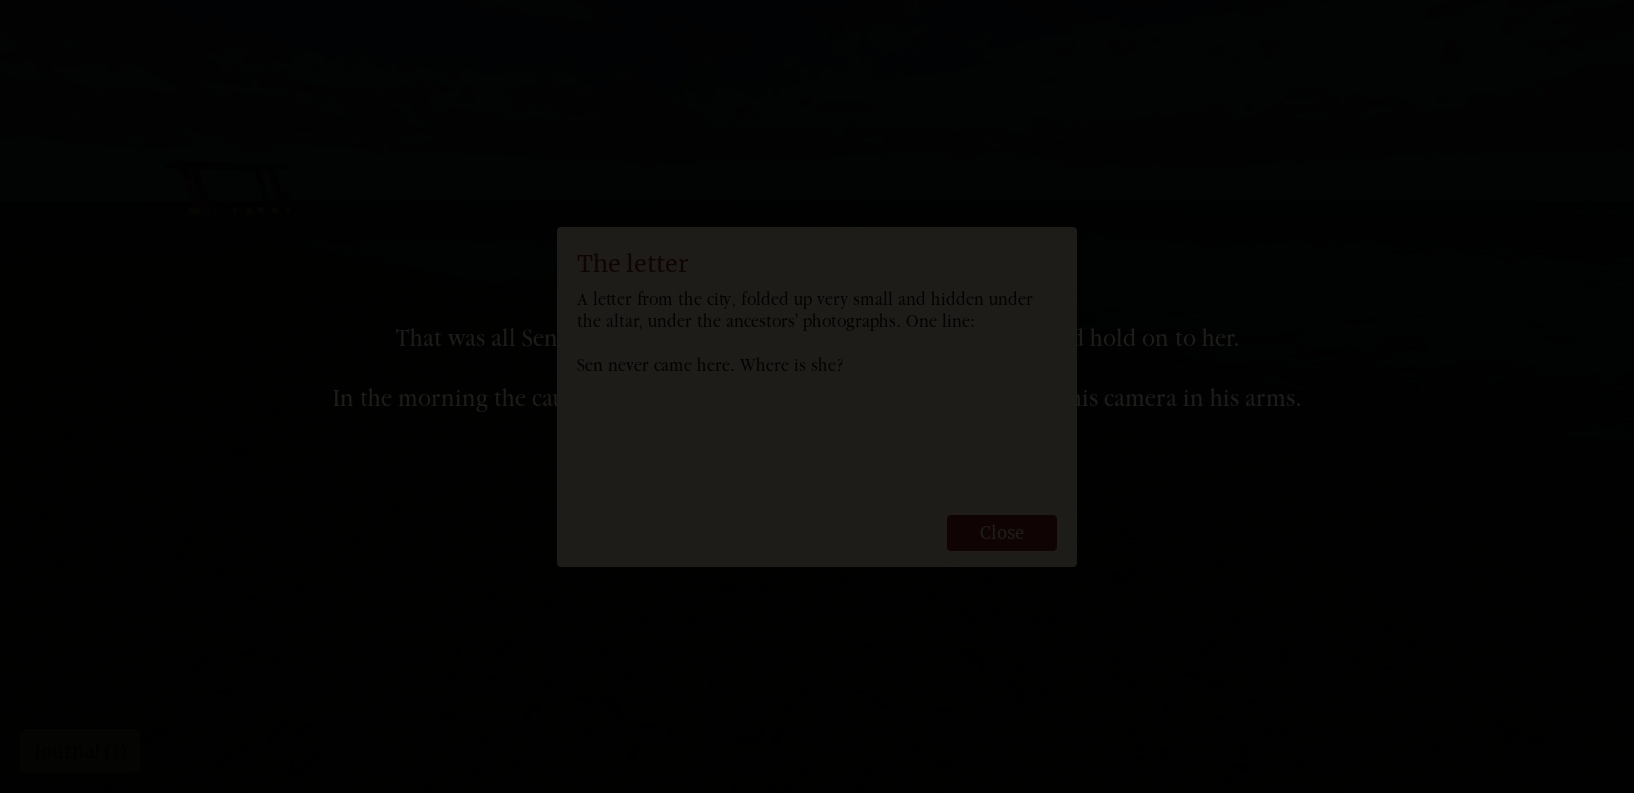 The letter
A letter from the city, folded up very small and hidden under
the altar, under the ancestors' photographs. One line:
That was all Sen
d hold on to her.
Sen never came here. Where is she?
In the morning the cau
his camera in his arms.
Close